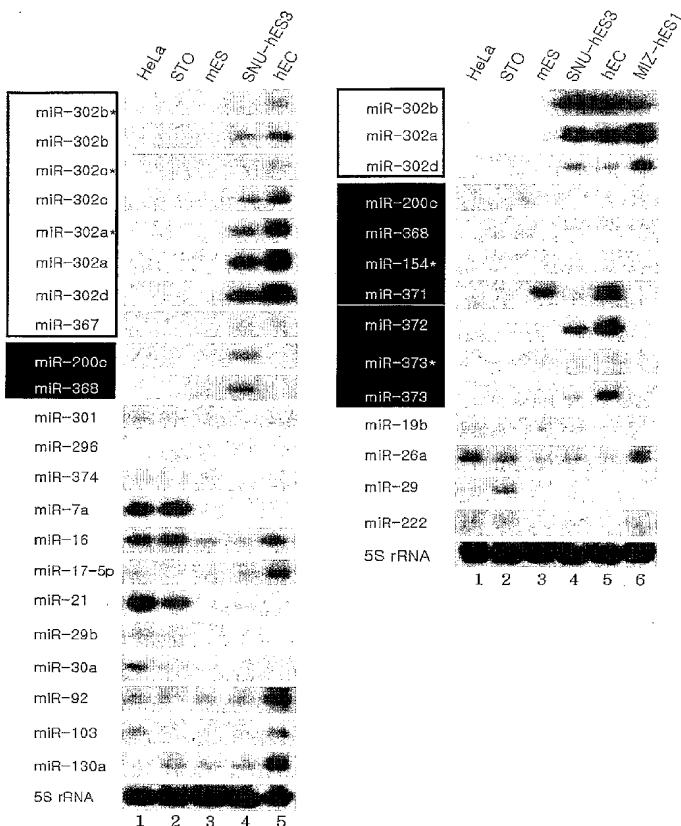 HeLa
STO
mES
SNU-hES3
hEC
miR-302b*
miR-302b
miR-302c*
miR-302c
miR-302a*
miR-302a
miR-302d
miR-367
miR-200c
miR-368
miR-301
miR-296
miR-374
miR-7a
miR-16
miR-17-5p
miR-21
miR-29b
miR-30a
miR-92
miR-103
miR-130a
5S rRNA
1 2 3 4 5
HeLa
STO
mES
SNU-hES3
hEC
MIZ-hES1
miR-302b
miR-302a
miR-302d
miR-200c
miR-368
miR-154*
miR-371
miR-372
miR-373*
miR-373
miR-19b
miR-26a
miR-29
miR-222
5S rRNA
1 2 3 4 5 6